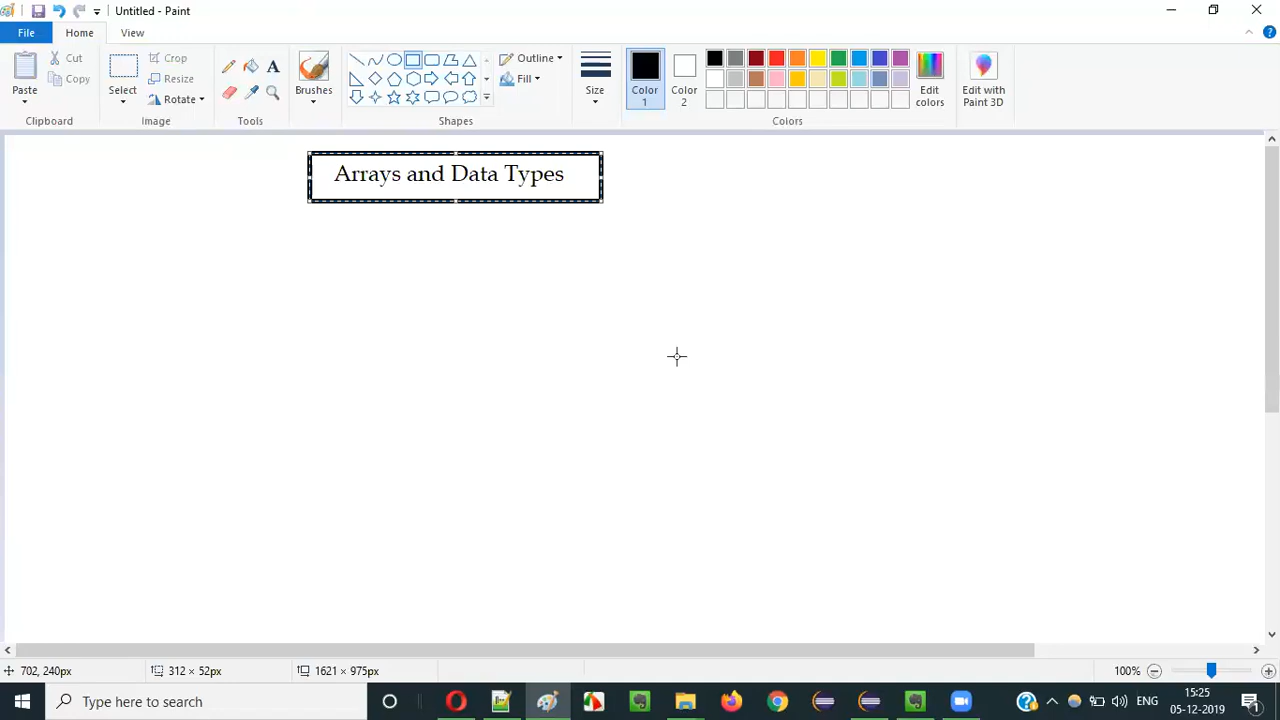 Untitled - Paint
File
Home
View
Paste
Cut
Copy
Clipboard
Select
Crop
Resize
Rotate
Image
A
Tools
Brushes
Outline
Fill
Shapes
Size
Color 1
Color 2
Edit colors
Colors
Edit with Paint 3D
Arrays and Data Types
702, 240px
312 × 52px
1621 × 975px
100%
Type here to search
ENG
15:25
05-12-2019
1